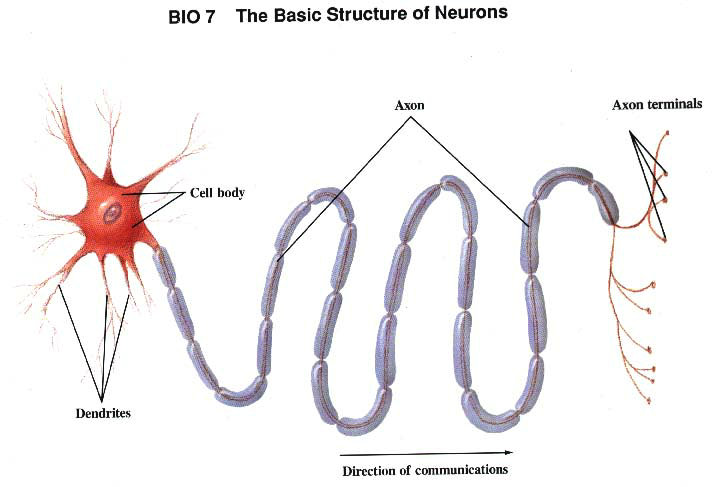 BIO 7 The Basic Structure of Neurons
Axon
Axon terminals
Cell body
Dendrites
Direction of communications